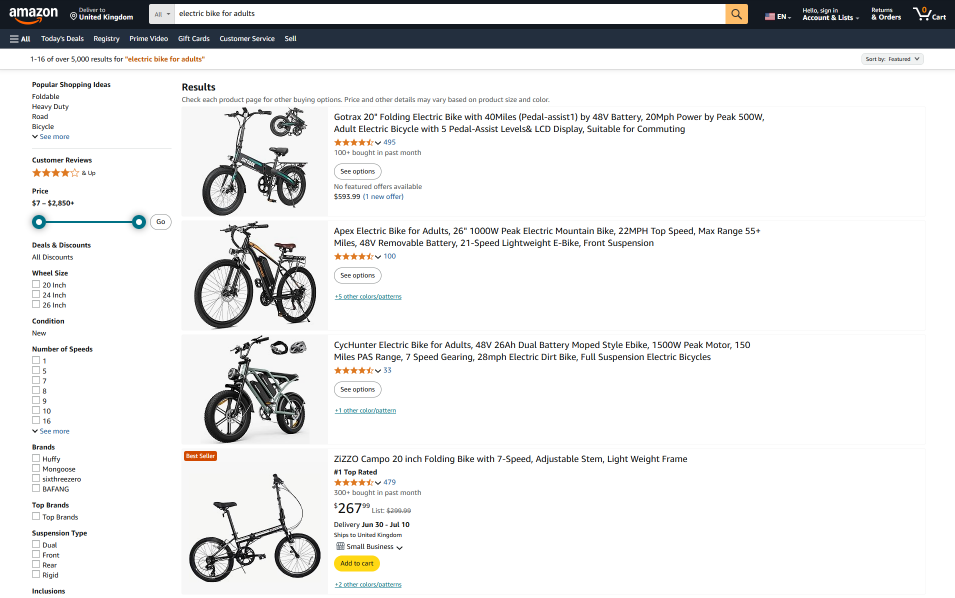 amazon
Deliver to
United Kingdom
All
electric bike for adults
EN
Hello, sign in
Account & Lists
Returns
& Orders
0
Cart
All
Today's Deals
Registry
Prime Video
Gift Cards
Customer Service
Sell
1-16 of over 5,000 results for "electric bike for adults"
Sort by: Featured
Popular Shopping Ideas
Foldable
Heavy Duty
Road
Bicycle
See more
Customer Reviews
& Up
Price
$7 – $2,850+
Go
Deals & Discounts
All Discounts
Wheel Size
20 Inch
24 Inch
26 Inch
Condition
New
Number of Speeds
1
5
7
8
9
10
16
See more
Brands
Huffy
Mongoose
sixthreezero
BAFANG
Top Brands
Top Brands
Suspension Type
Dual
Front
Rear
Rigid
Inclusions
Results
Check each product page for other buying options. Price and other details may vary based on product size and color.
Gotrax 20" Folding Electric Bike with 40Miles (Pedal-assist1) by 48V Battery, 20Mph Power by Peak 500W,
Adult Electric Bicycle with 5 Pedal-Assist Levels& LCD Display, Suitable for Commuting
495
100+ bought in past month
See options
No featured offers available
$593.99 (1 new offer)
Apex Electric Bike for Adults, 26" 1000W Peak Electric Mountain Bike, 22MPH Top Speed, Max Range 55+
Miles, 48V Removable Battery, 21-Speed Lightweight E-Bike, Front Suspension
100
See options
+5 other colors/patterns
CycHunter Electric Bike for Adults, 48V 26Ah Dual Battery Moped Style Ebike, 1500W Peak Motor, 150
Miles PAS Range, 7 Speed Gearing, 28mph Electric Dirt Bike, Full Suspension Electric Bicycles
33
See options
+1 other color/pattern
Best Seller
ZiZZO Campo 20 inch Folding Bike with 7-Speed, Adjustable Stem, Light Weight Frame
#1 Top Rated
479
300+ bought in past month
$267.99 List: $299.99
Delivery Jun 30 - Jul 10
Ships to United Kingdom
Small Business
Add to cart
+2 other colors/patterns